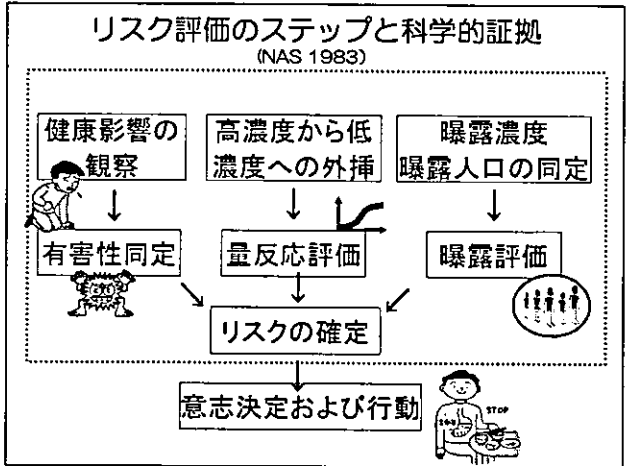 リスク評価のステップと科学的証拠
(NAS 1983)
健康影響の
観察
高濃度から低
濃度への外挿
曝露濃度
曝露人口の同定
有害性同定
量反応評価
曝露評価
リスクの確定
意志決定および行動
STOP